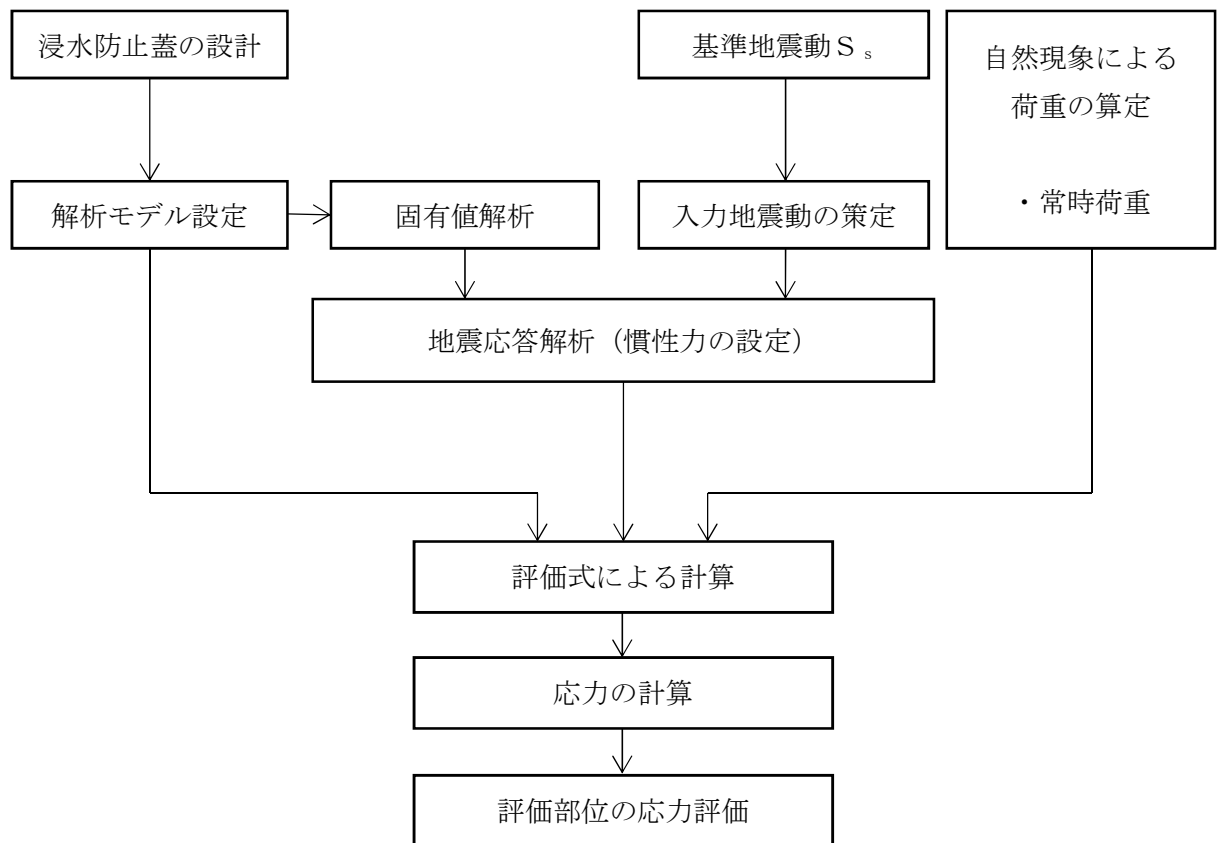 浸水防止蓋の設計
基準地震動Ｓｓ
自然現象による
荷重の算定
・常時荷重
解析モデル設定
固有値解析
入力地震動の策定
地震応答解析（慣性力の設定）
評価式による計算
応力の計算
評価部位の応力評価